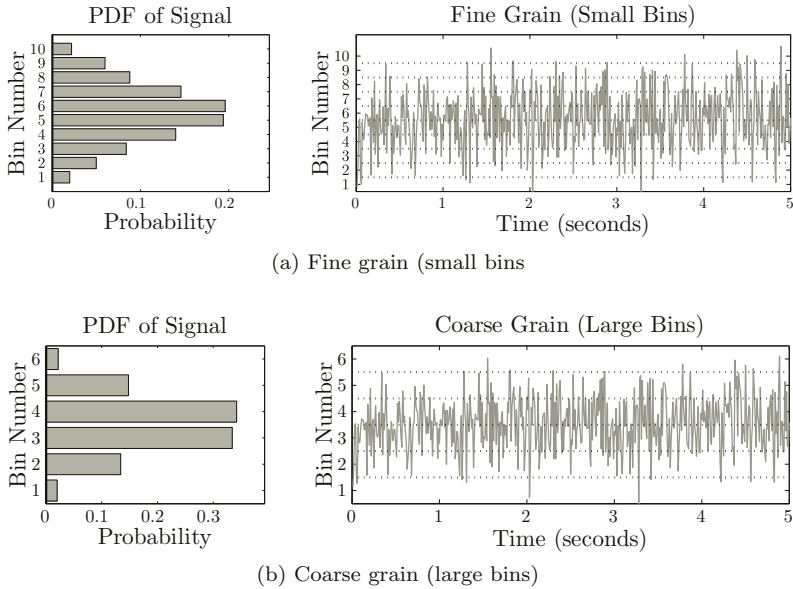 PDF of Signal
Bin Number
10
9
8
7
6
5
4
3
2
1
0 0.1 0.2
Probability
Fine Grain (Small Bins)
Bin Number
10
9
8
7
6
5
4
3
2
1
0 1 2 3 4 5
Time (seconds)
(a) Fine grain (small bins
PDF of Signal
Bin Number
6
5
4
3
2
1
0 0.1 0.2 0.3
Probability
Coarse Grain (Large Bins)
Bin Number
6
5
4
3
2
1
0 1 2 3 4 5
Time (seconds)
(b) Coarse grain (large bins)